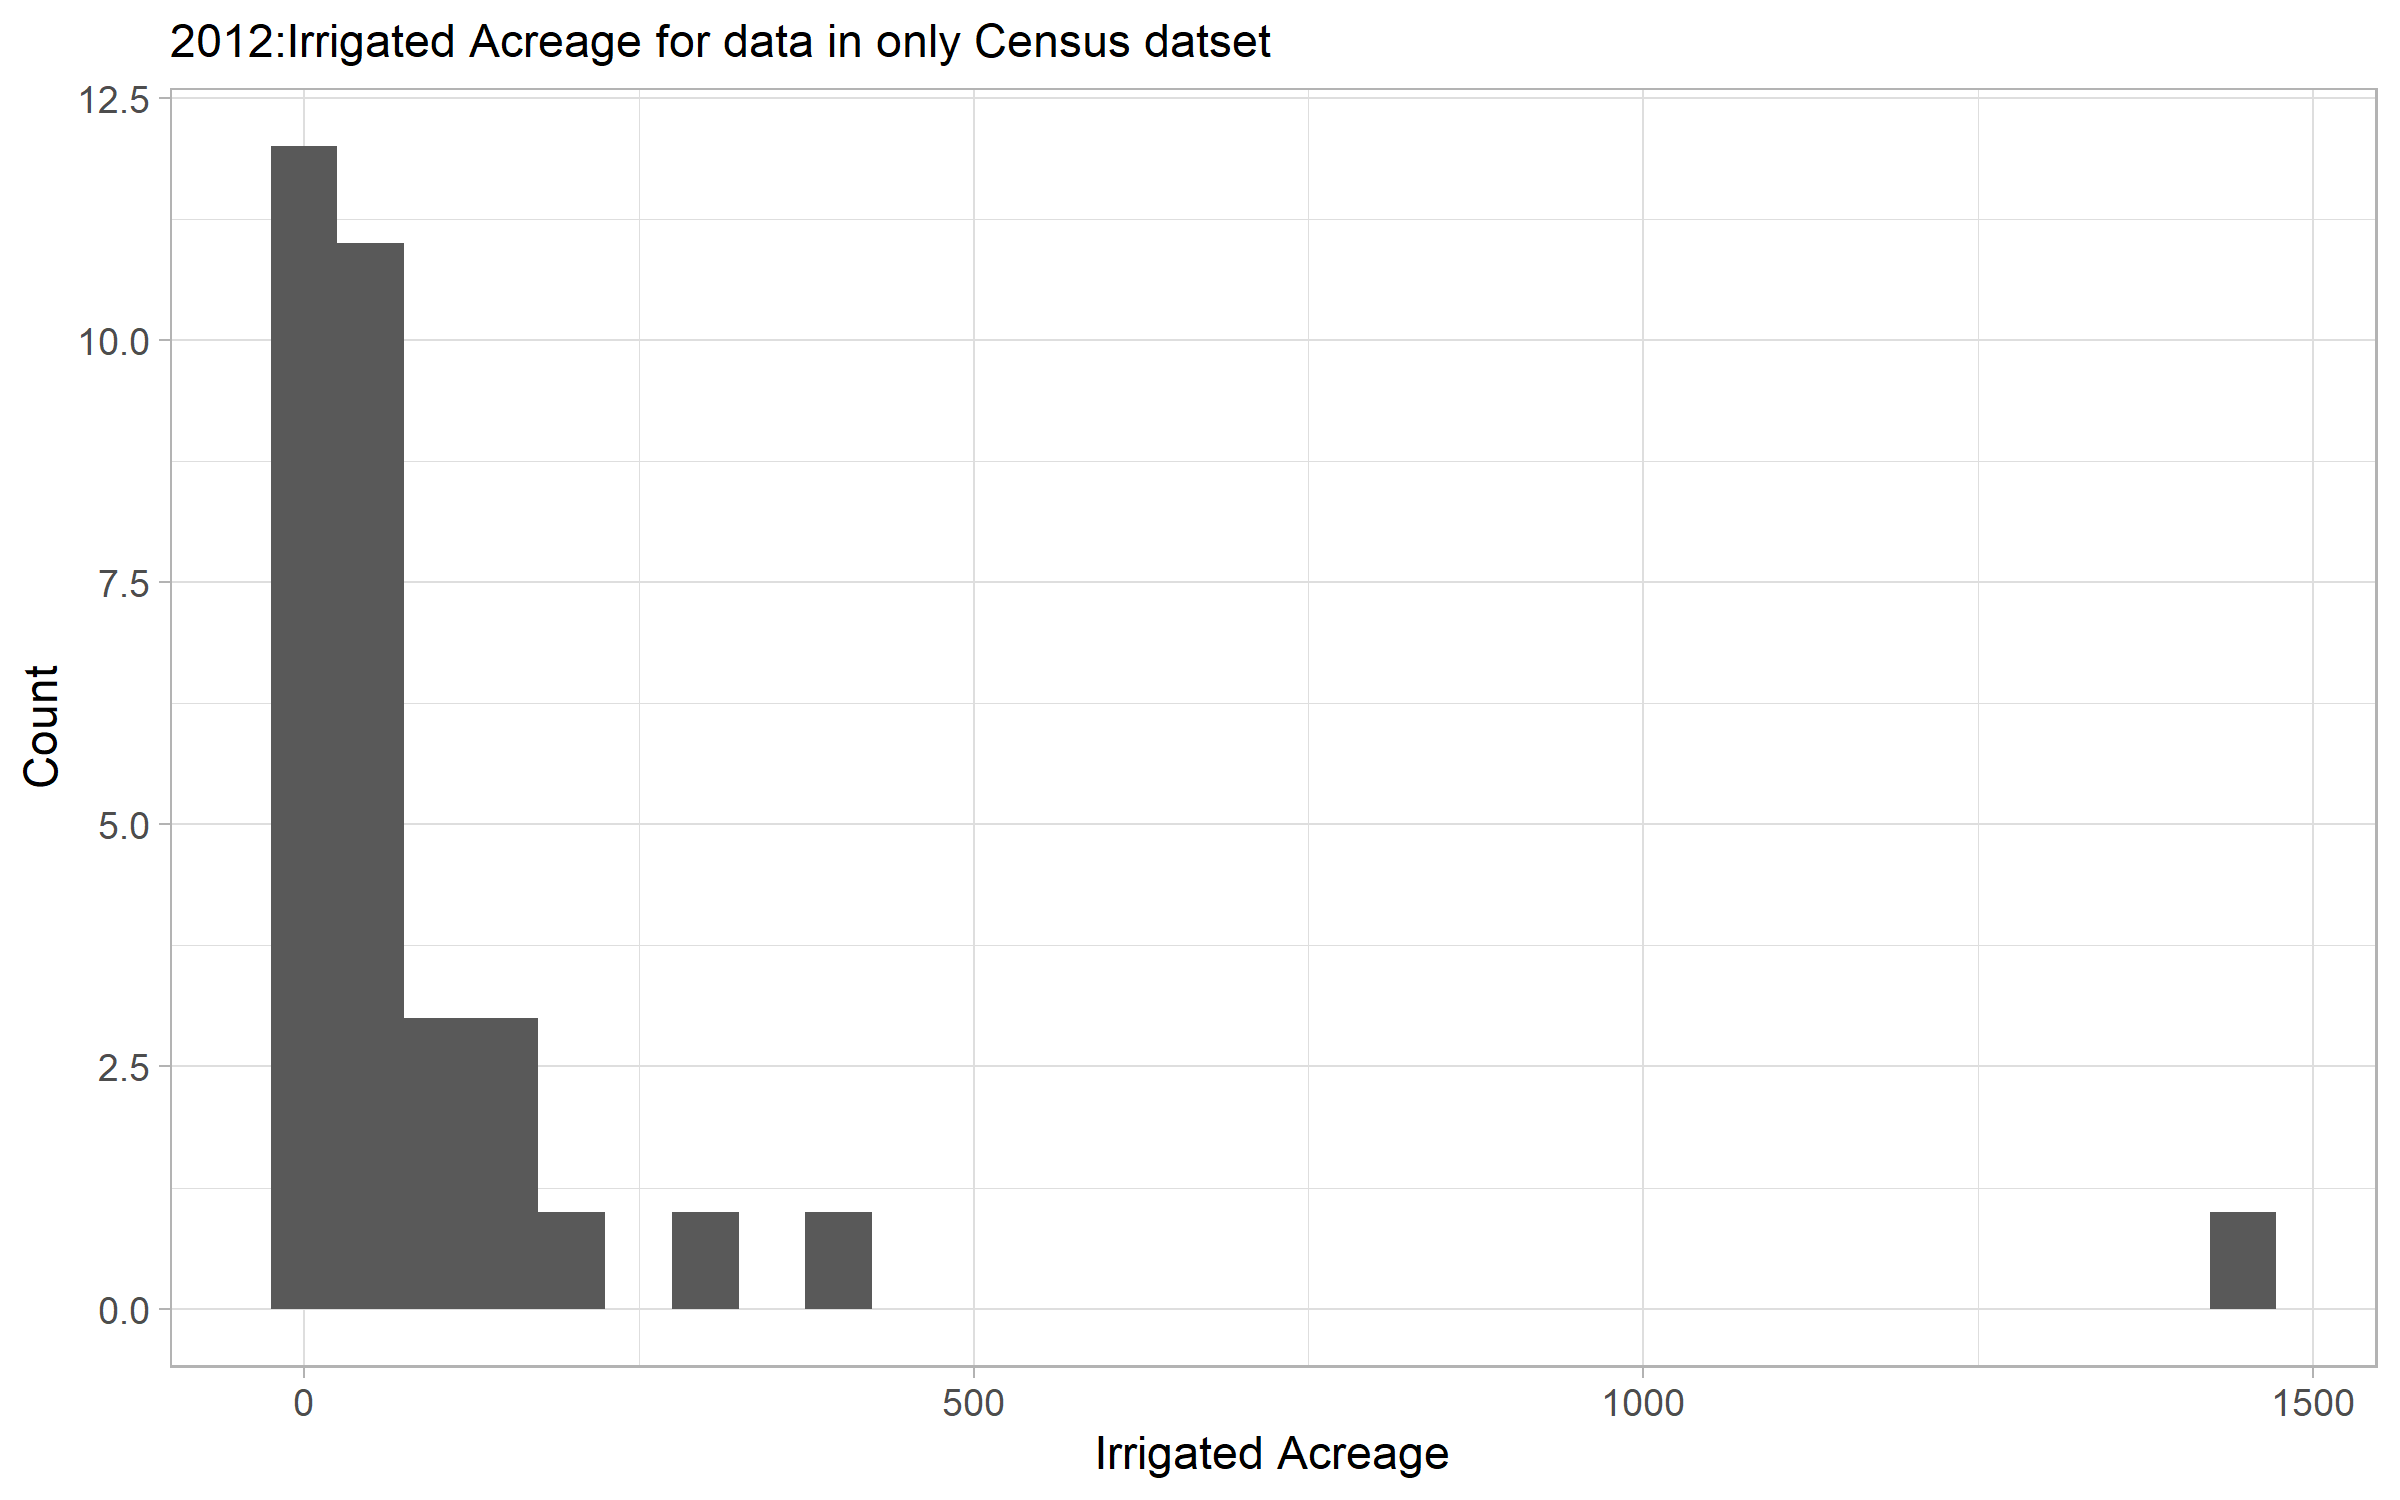 2012:Irrigated Acreage for data in only Census datset
12.5
10.0
7.5
5.0
2.5
0.0
Count
0 500 1000 1500
Irrigated Acreage